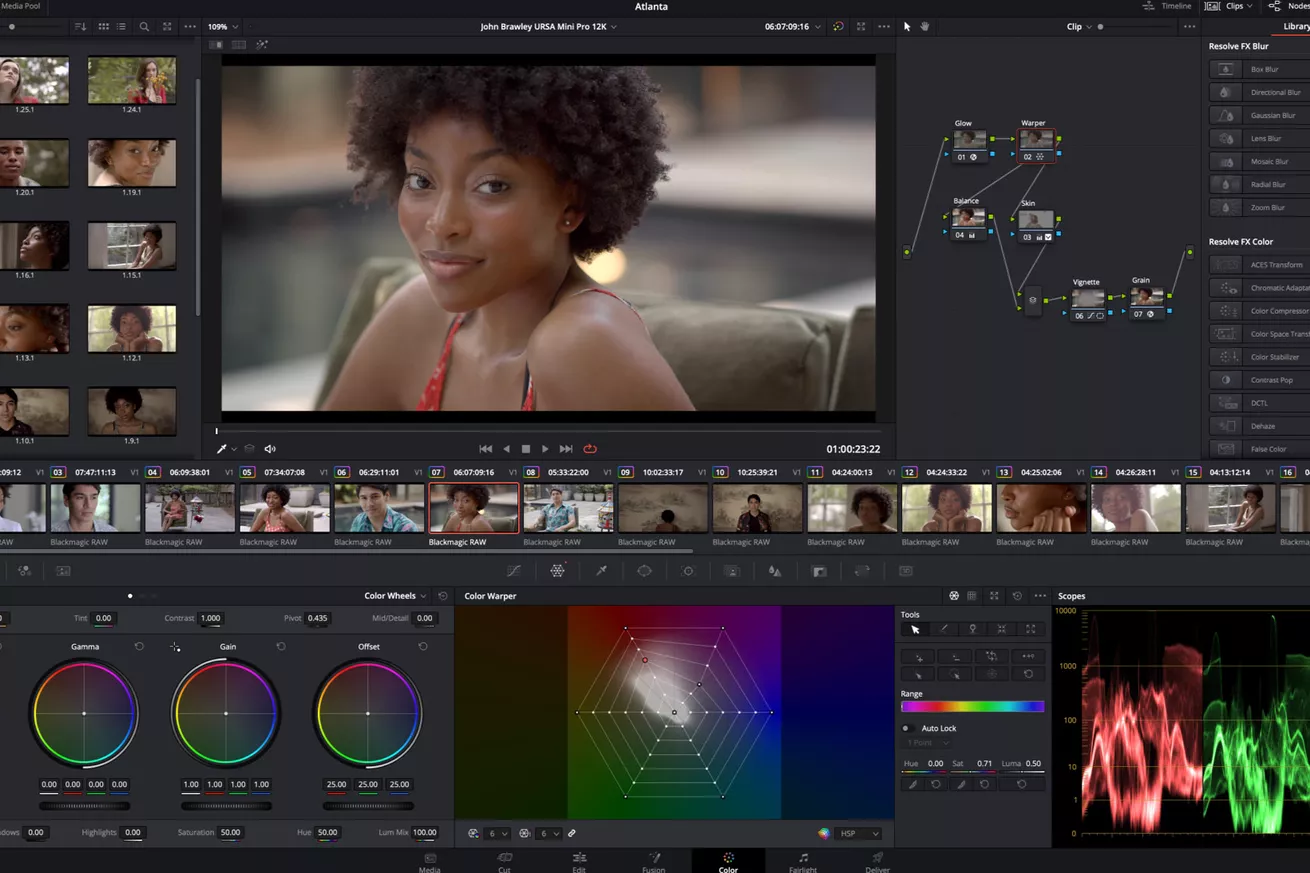 Media Pool
Atlanta
Timeline
Clips
Nodes
109%
John Brawley URSA Mini Pro 12K
06:07:09:16
Clip
Library
1.25.1
1.24.1
1.20.1
1.19.1
1.16.1
1.15.1
1.13.1
1.12.1
1.10.1
1.9.1
Glow
Warper
01
02
Balance
Skin
04
03
Vignette
Grain
06
07
Resolve FX Blur
Box Blur
Directional Blur
Gaussian Blur
Lens Blur
Mosaic Blur
Radial Blur
Zoom Blur
Resolve FX Color
ACES Transform
Chromatic Adapta
Color Compressor
Color Space Trans
Color Stabilizer
Contrast Pop
DCTL
Dehaze
False Color
01:00:23:22
:09:12 V1 03 07:47:11:13 V1 04 06:09:38:01 V1 05 07:34:07:08 V1 06 06:29:11:01 V1 07 06:07:09:16 V1 08 05:33:22:00 V1 09 10:02:33:17 V1 10 10:25:39:21 V1 11 04:24:00:13 V1 12 04:24:33:22 V1 13 04:25:02:06 V1 14 04:26:28:11 V1 15 04:13:12:14 V1 16
RAW Blackmagic RAW Blackmagic RAW Blackmagic RAW Blackmagic RAW Blackmagic RAW Blackmagic RAW Blackmagic RAW Blackmagic RAW Blackmagic RAW Blackmagic RAW Blackmagic RAW Blackmagic RAW Blackmagic RAW Blackma
Color Wheels
Tint 0.00 Contrast 1.000 Pivot 0.435 Mid/Detail 0.00
Gamma
Gain
Offset
0.00 0.00 0.00 0.00
1.00 1.00 1.00 1.00
25.00 25.00 25.00
dows 0.00 Highlights 0.00 Saturation 50.00 Hue 50.00 Lum Mix 100.00
Color Warper
6
6
HSP
Tools
Range
Auto Lock
1 Point
Hue 0.00 Sat 0.71 Luma 0.50
Scopes
10000
1000
100
10
1
0
Media
Cut
Edit
Fusion
Color
Fairlight
Deliver